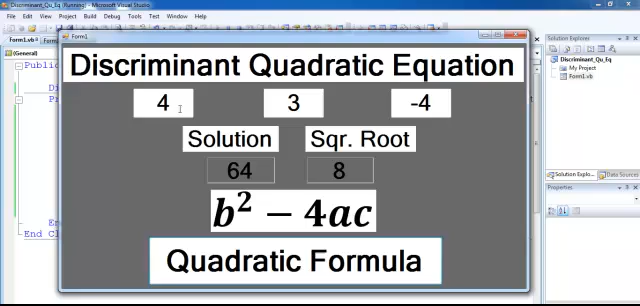 Discriminant_Qu_Eq (Running) - Microsoft Visual Studio
File Edit View Project Build Debug Tools Test Window Help
Form1.vb
(General)
Form1
Discriminant Quadratic Equation
4 3 -4
Solution Sqr. Root
64 8
b² − 4ac
Quadratic Formula
Publi
End Cl
Solution Explorer
Discriminant_Qu_Eq
My Project
Form1.vb
Solution Explo... Data Sources
Properties